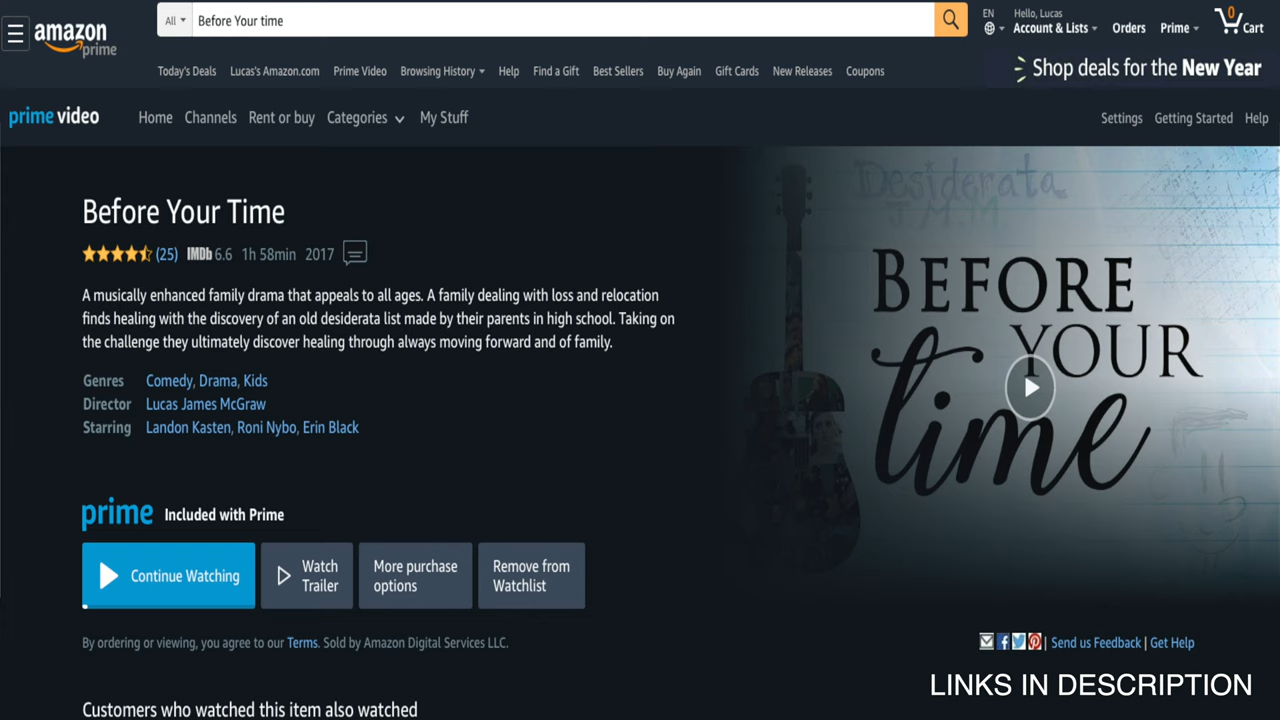 All
Before Your time
EN
Hello, Lucas
Account & Lists
Orders
Prime
0
Cart
amazon
prime
Today's Deals Lucas's Amazon.com Prime Video Browsing History Help Find a Gift Best Sellers Buy Again Gift Cards New Releases Coupons
Shop deals for the New Year
prime video Home Channels Rent or buy Categories My Stuff Settings Getting Started Help
Before Your Time
(25) IMDb 6.6 1h 58min 2017
A musically enhanced family drama that appeals to all ages. A family dealing with loss and relocation
finds healing with the discovery of an old desiderata list made by their parents in high school. Taking on
the challenge they ultimately discover healing through always moving forward and of family.
Genres Comedy, Drama, Kids
Director Lucas James McGraw
Starring Landon Kasten, Roni Nybo, Erin Black
Desiderata
J.M.M
BEFORE
YOUR
time
prime Included with Prime
Continue Watching
Watch
Trailer
More purchase
options
Remove from
Watchlist
By ordering or viewing, you agree to our Terms. Sold by Amazon Digital Services LLC.
| Send us Feedback | Get Help
LINKS IN DESCRIPTION
Customers who watched this item also watched